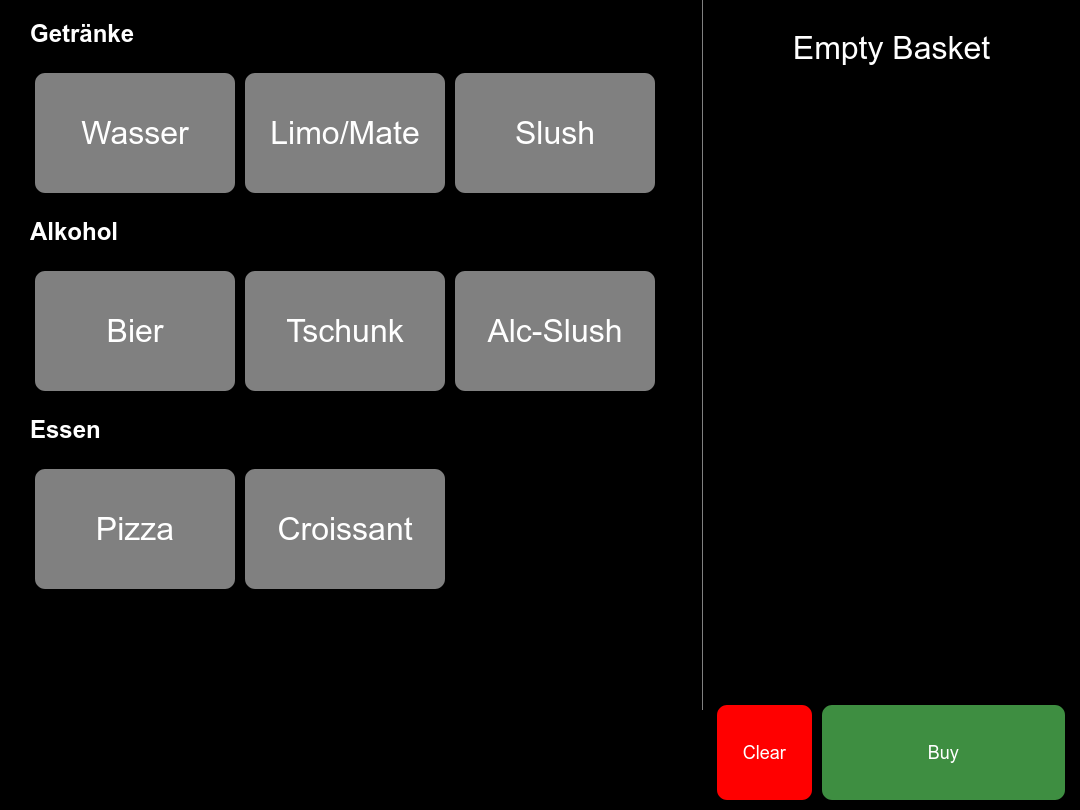 Getränke
Wasser Limo/Mate Slush
Alkohol
Bier Tschunk Alc-Slush
Essen
Pizza Croissant
Empty Basket
Clear Buy